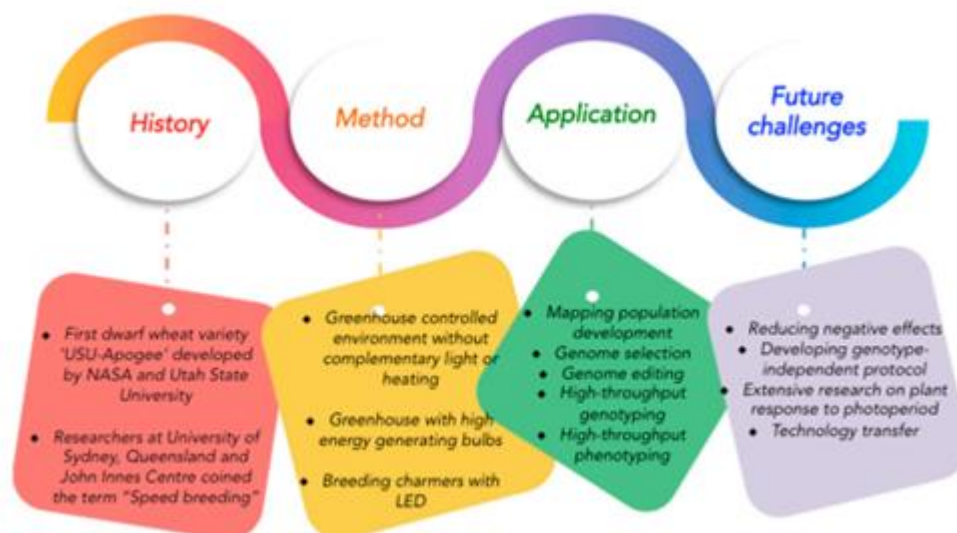 History
Method
Application
Future
challenges
• First dwarf wheat variety
'USU-Apogee' developed
by NASA and Utah State
University
• Researchers at University of
Sydney, Queensland and
John Innes Centre coined
the term "Speed breeding"
• Greenhouse controlled
environment without
complementary light or
heating
• Greenhouse with high
energy generating bulbs
• Breeding charmers with
LED
• Mapping population
development
• Genome selection
• Genome editing
• High-throughput
genotyping
• High-throughput
phenotyping
• Reducing negative effects
• Developing genotype-
independent protocol
• Extensive research on plant
response to photoperiod
• Technology transfer